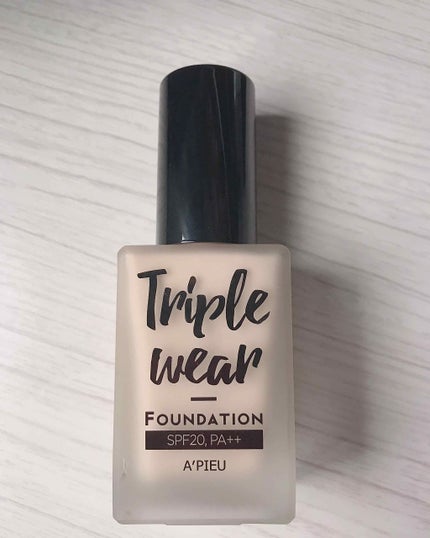 Triple
wear
FOUNDATION
SPF20, PA++
A'PIEU